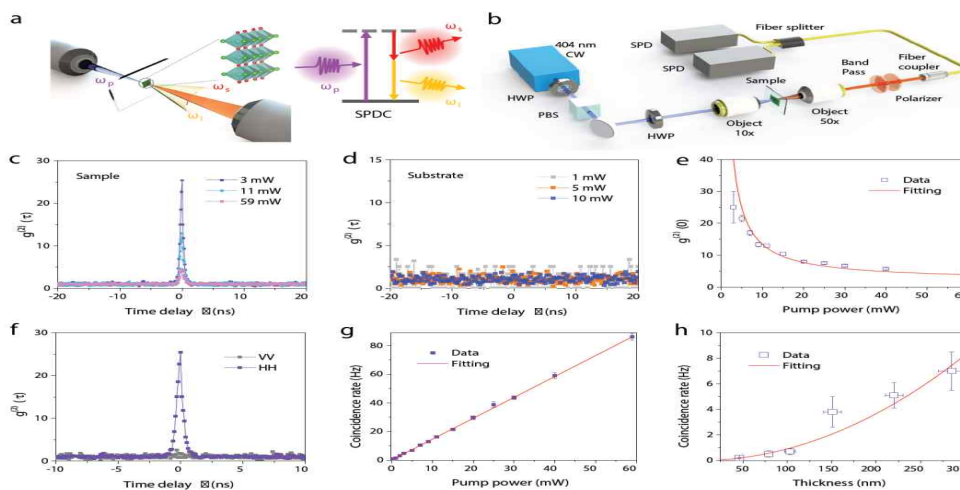 a
ωp
ωs
ωi
ωp
ωs
ωi
SPDC
b
404 nm
CW
HWP
PBS
HWP
SPD
SPD
Fiber splitter
Object
10x
Sample
Object
50x
Band
Pass
Fiber
coupler
Polarizer
c
Sample
3 mW
11 mW
59 mW
g(2) (τ)
30
20
10
0
-20
-10
0
10
20
Time delay (ns)
d
Substrate
1 mW
5 mW
10 mW
g(2) (τ)
15
10
5
0
-20
-10
0
10
20
Time delay (ns)
e
Data
Fitting
g(2) (0)
40
30
20
10
0
0
10
20
30
40
50
Pump power (mW)
f
VV
HH
g(2) (τ)
30
20
10
0
-10
-5
0
5
10
Time delay (ns)
g
Data
Fitting
Coincidence rate (Hz)
100
80
60
40
20
0
0
10
20
30
40
50
60
Pump power (mW)
h
Data
Fitting
Coincidence rate (Hz)
10
8
6
4
2
0
50
100
150
200
250
300
Thickness (nm)